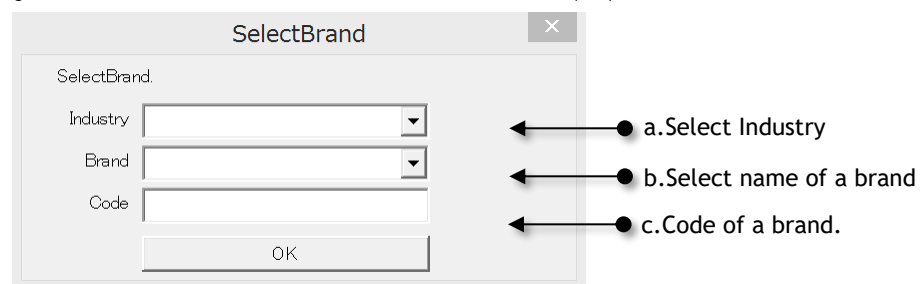 SelectBrand
SelectBrand.
Industry
a.Select Industry
Brand
b.Select name of a brand
Code
c.Code of a brand.
OK